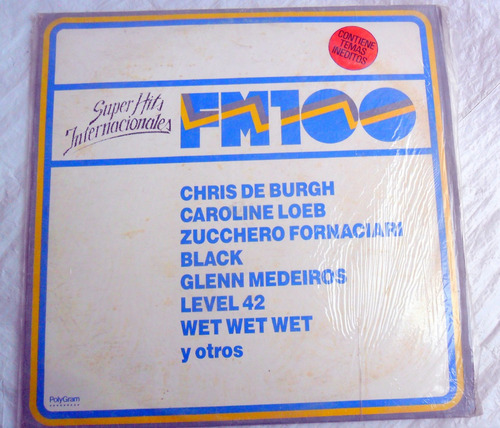 CONTIENE
TEMAS
INEDITOS
Super Hits
Internacionales
FM100
CHRIS DE BURGH
CAROLINE LOEB
ZUCCHERO FORNACIARI
BLACK
GLENN MEDEIROS
LEVEL 42
WET WET WET
y otros
PolyGram